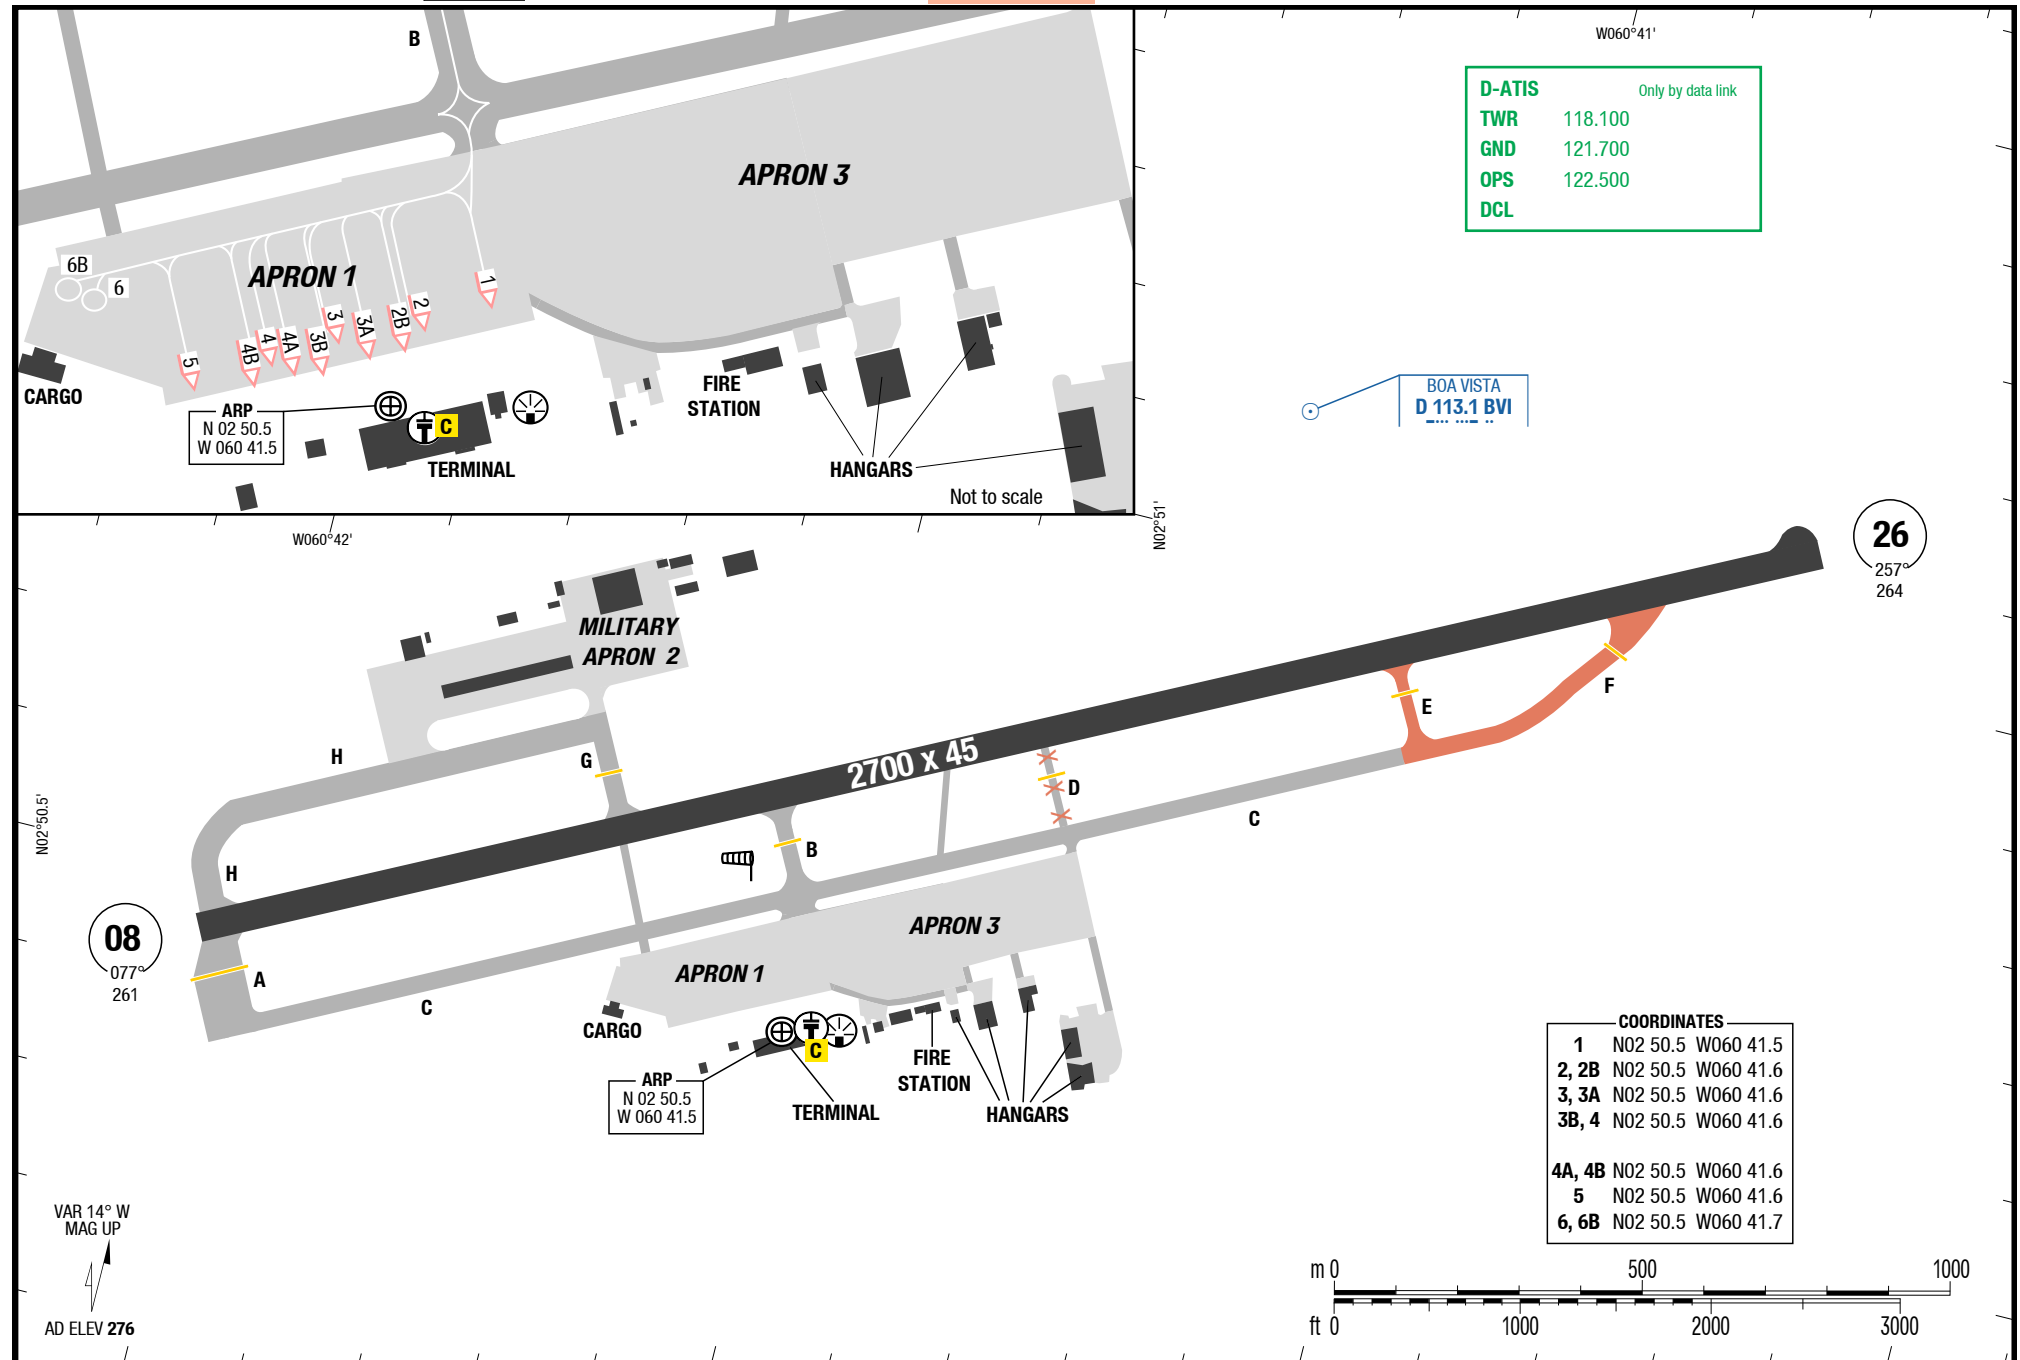 B
APRON 3
APRON 1
6B
6
5
4B
4
4A
3B
3
3A
2B
2
1
CARGO
ARP
N 02 50.5
W 060 41.5
C
TERMINAL
FIRE
STATION
HANGARS
Not to scale
W060°41'
D-ATIS Only by data link
TWR 118.100
GND 121.700
OPS 122.500
DCL
BOA VISTA
D 113.1 BVI
N02°51'
W060°42'
26
257°
264
MILITARY
APRON 2
H
G
2700 x 45
E
F
D
C
B
H
N02°50.5'
08
077°
261
A
C
APRON 3
APRON 1
CARGO
C
ARP
N 02 50.5
W 060 41.5
TERMINAL
FIRE
STATION
HANGARS
COORDINATES
1 N02 50.5 W060 41.5
2, 2B N02 50.5 W060 41.6
3, 3A N02 50.5 W060 41.6
3B, 4 N02 50.5 W060 41.6
4A, 4B N02 50.5 W060 41.6
5 N02 50.5 W060 41.6
6, 6B N02 50.5 W060 41.7
VAR 14° W
MAG UP
AD ELEV 276
m 0 500 1000
ft 0 1000 2000 3000